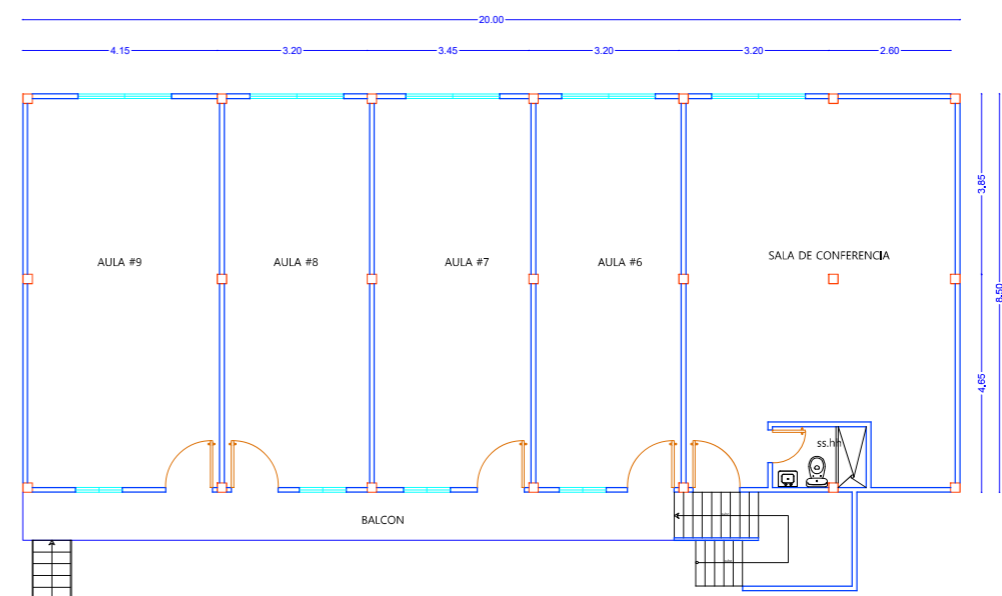 20.00
4.15 3.20 3.45 3.20 3.20 2.60
3.85
AULA #9 AULA #8 AULA #7 AULA #6 SALA DE CONFERENCIA
8.50
4.65
ss.hh
BALCON